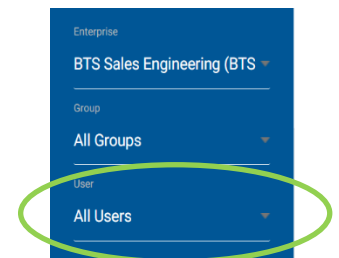 Enterprise
BTS Sales Engineering (BTS
Group
All Groups
User
All Users